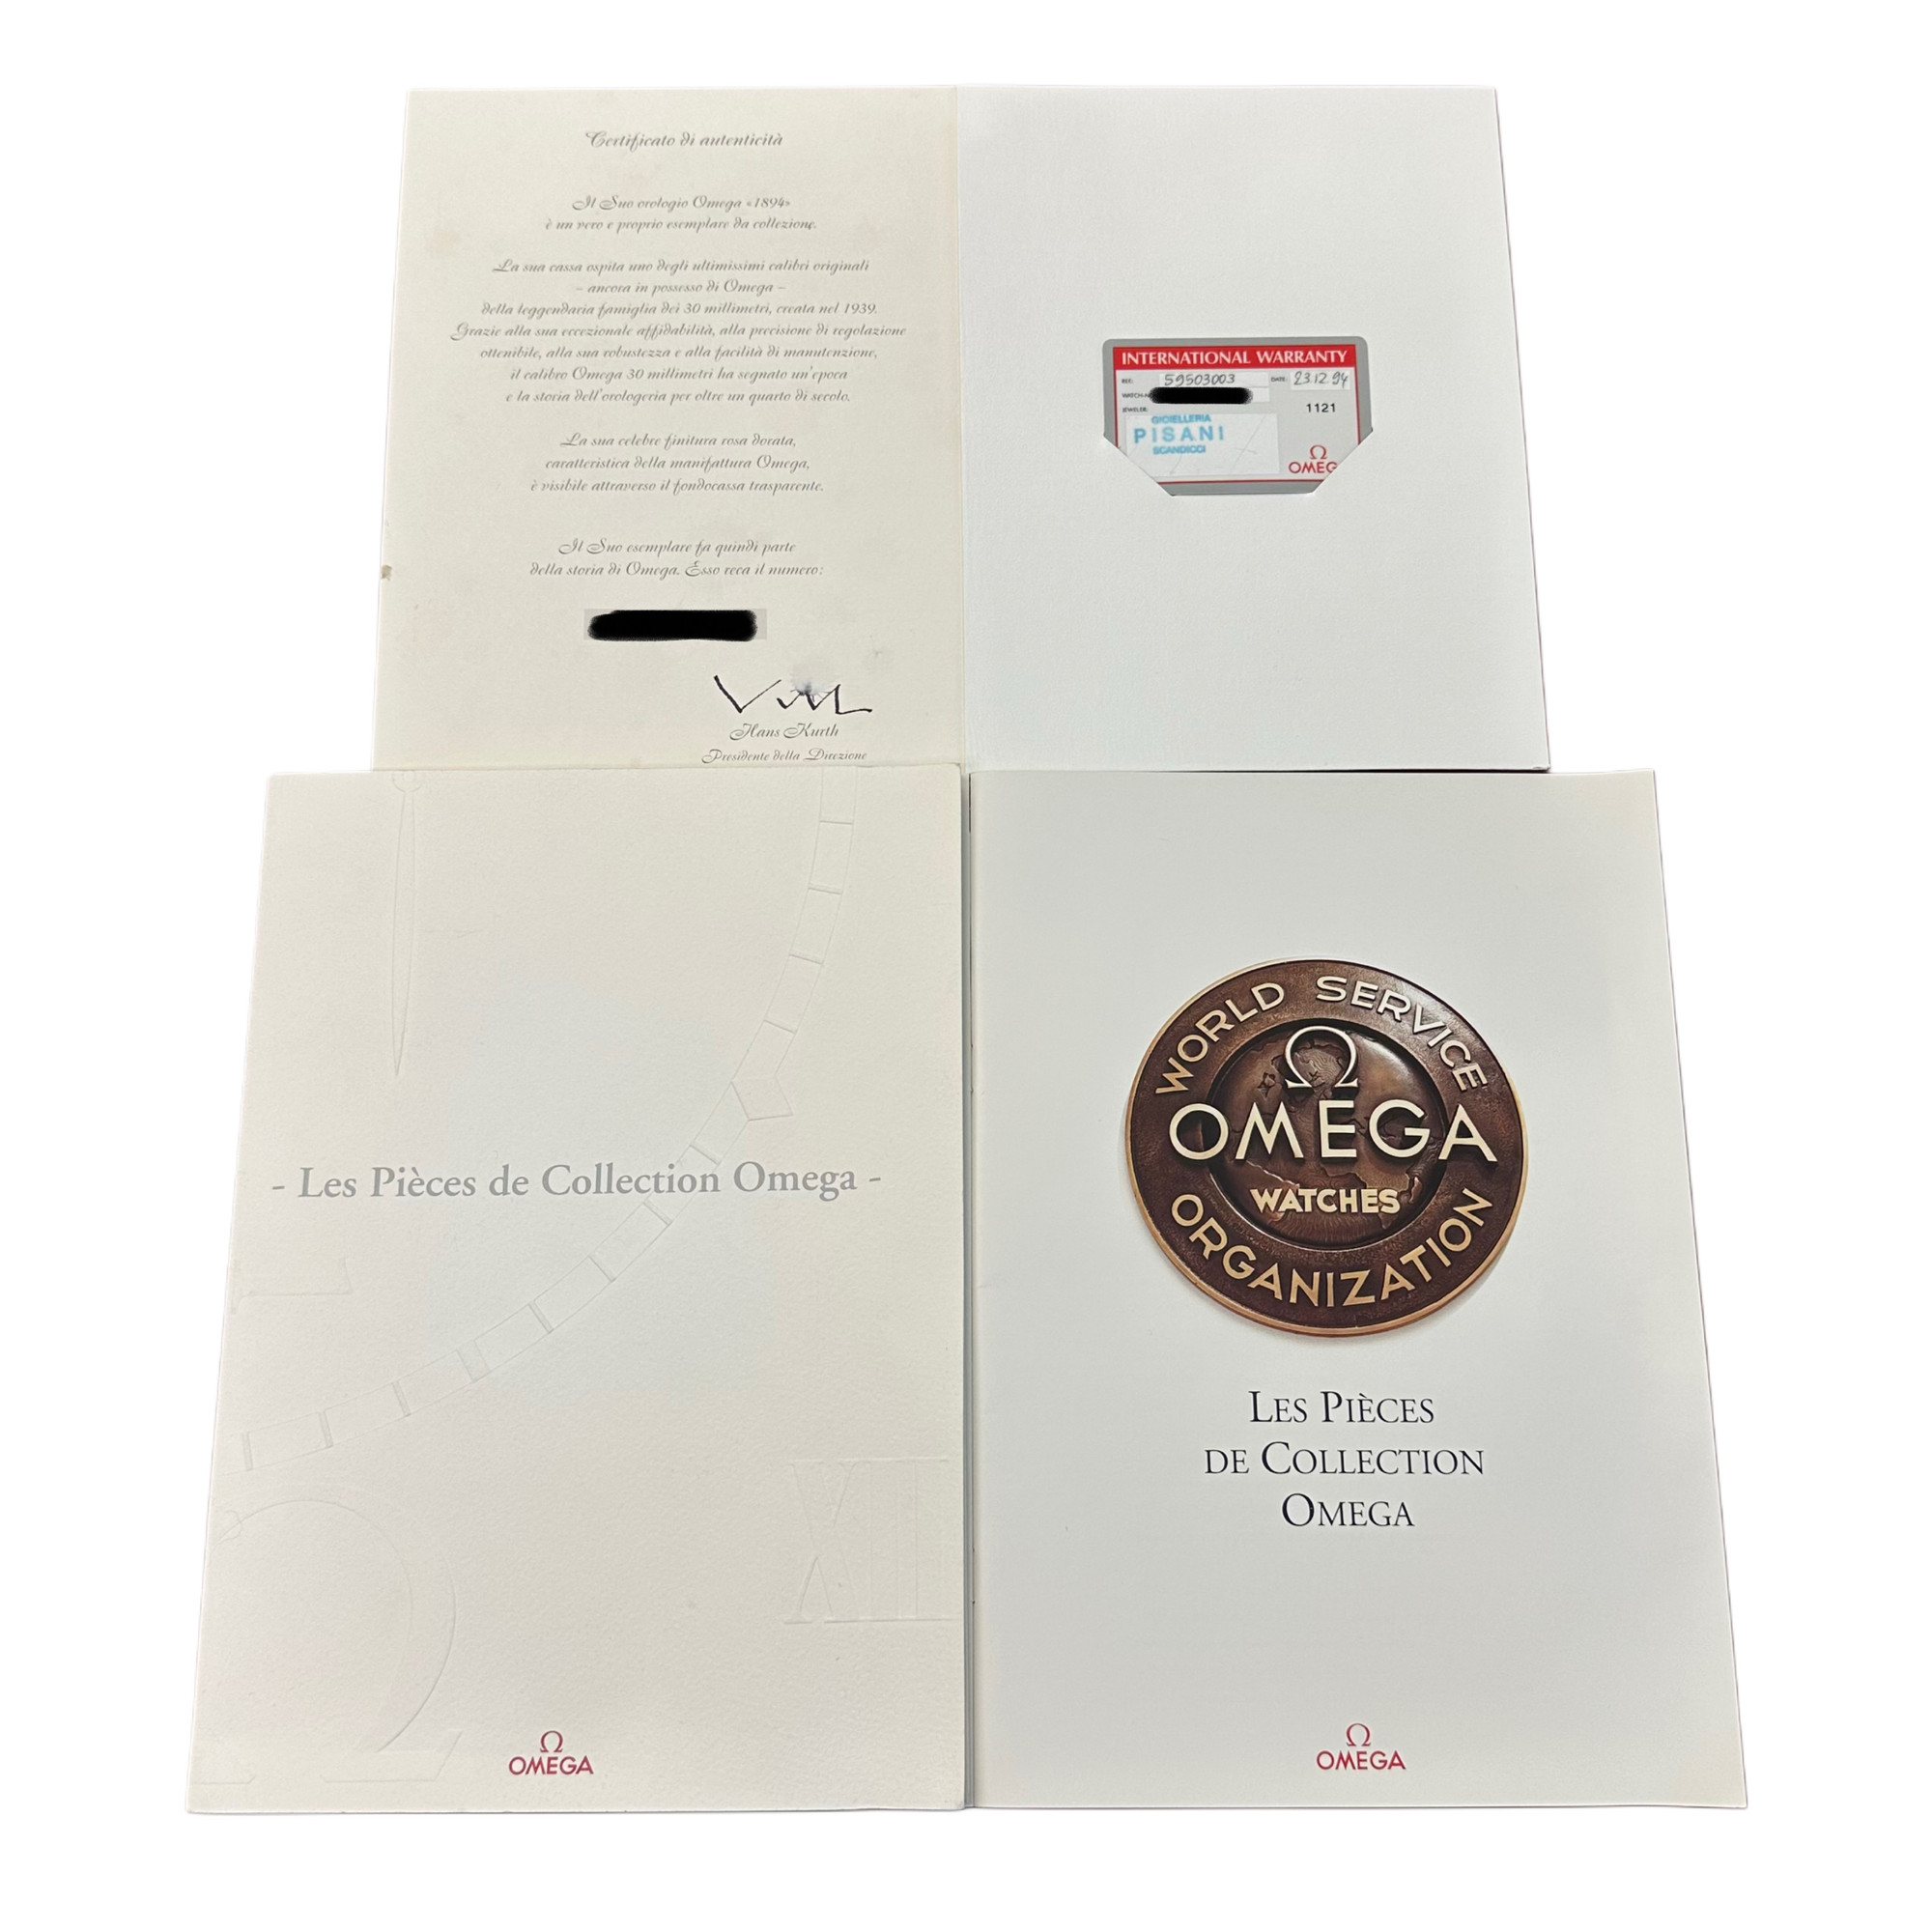 Certificato di autenticità
Il Suo orologio Omega «1894»
è un vero e proprio esemplare da collezione.
La sua cassa ospita uno degli ultimissimi calibri originali
– ancora in possesso di Omega –
della leggendaria famiglia dei 30 millimetri, creata nel 1939.
Grazie alla sua eccezionale affidabilità, alla precisione di regolazione
ottenibile, alla sua robustezza e alla facilità di manutenzione,
il calibro Omega 30 millimetri ha segnato un'epoca
e la storia dell'orologeria per oltre un quarto di secolo.
La sua celebre finitura rosa dorata,
caratteristica della manifattura Omega,
è visibile attraverso il fondocassa trasparente.
Il Suo esemplare fa quindi parte
della storia di Omega. Esso reca il numero:
Hans Kurth
Presidente della Direzione
INTERNATIONAL WARRANTY
REF. 59503003 DATE: 23.12.94
WATCH-N
JEWELER: 1121
GIOIELLERIA
PISANI
SCANDICCI
Ω
OMEG
- Les Pièces de Collection Omega -
XII
Ω
OMEGA
WORLD SERVICE
Ω
OMEGA
WATCHES
ORGANIZATION
LES PIÈCES
DE COLLECTION
OMEGA
Ω
OMEGA